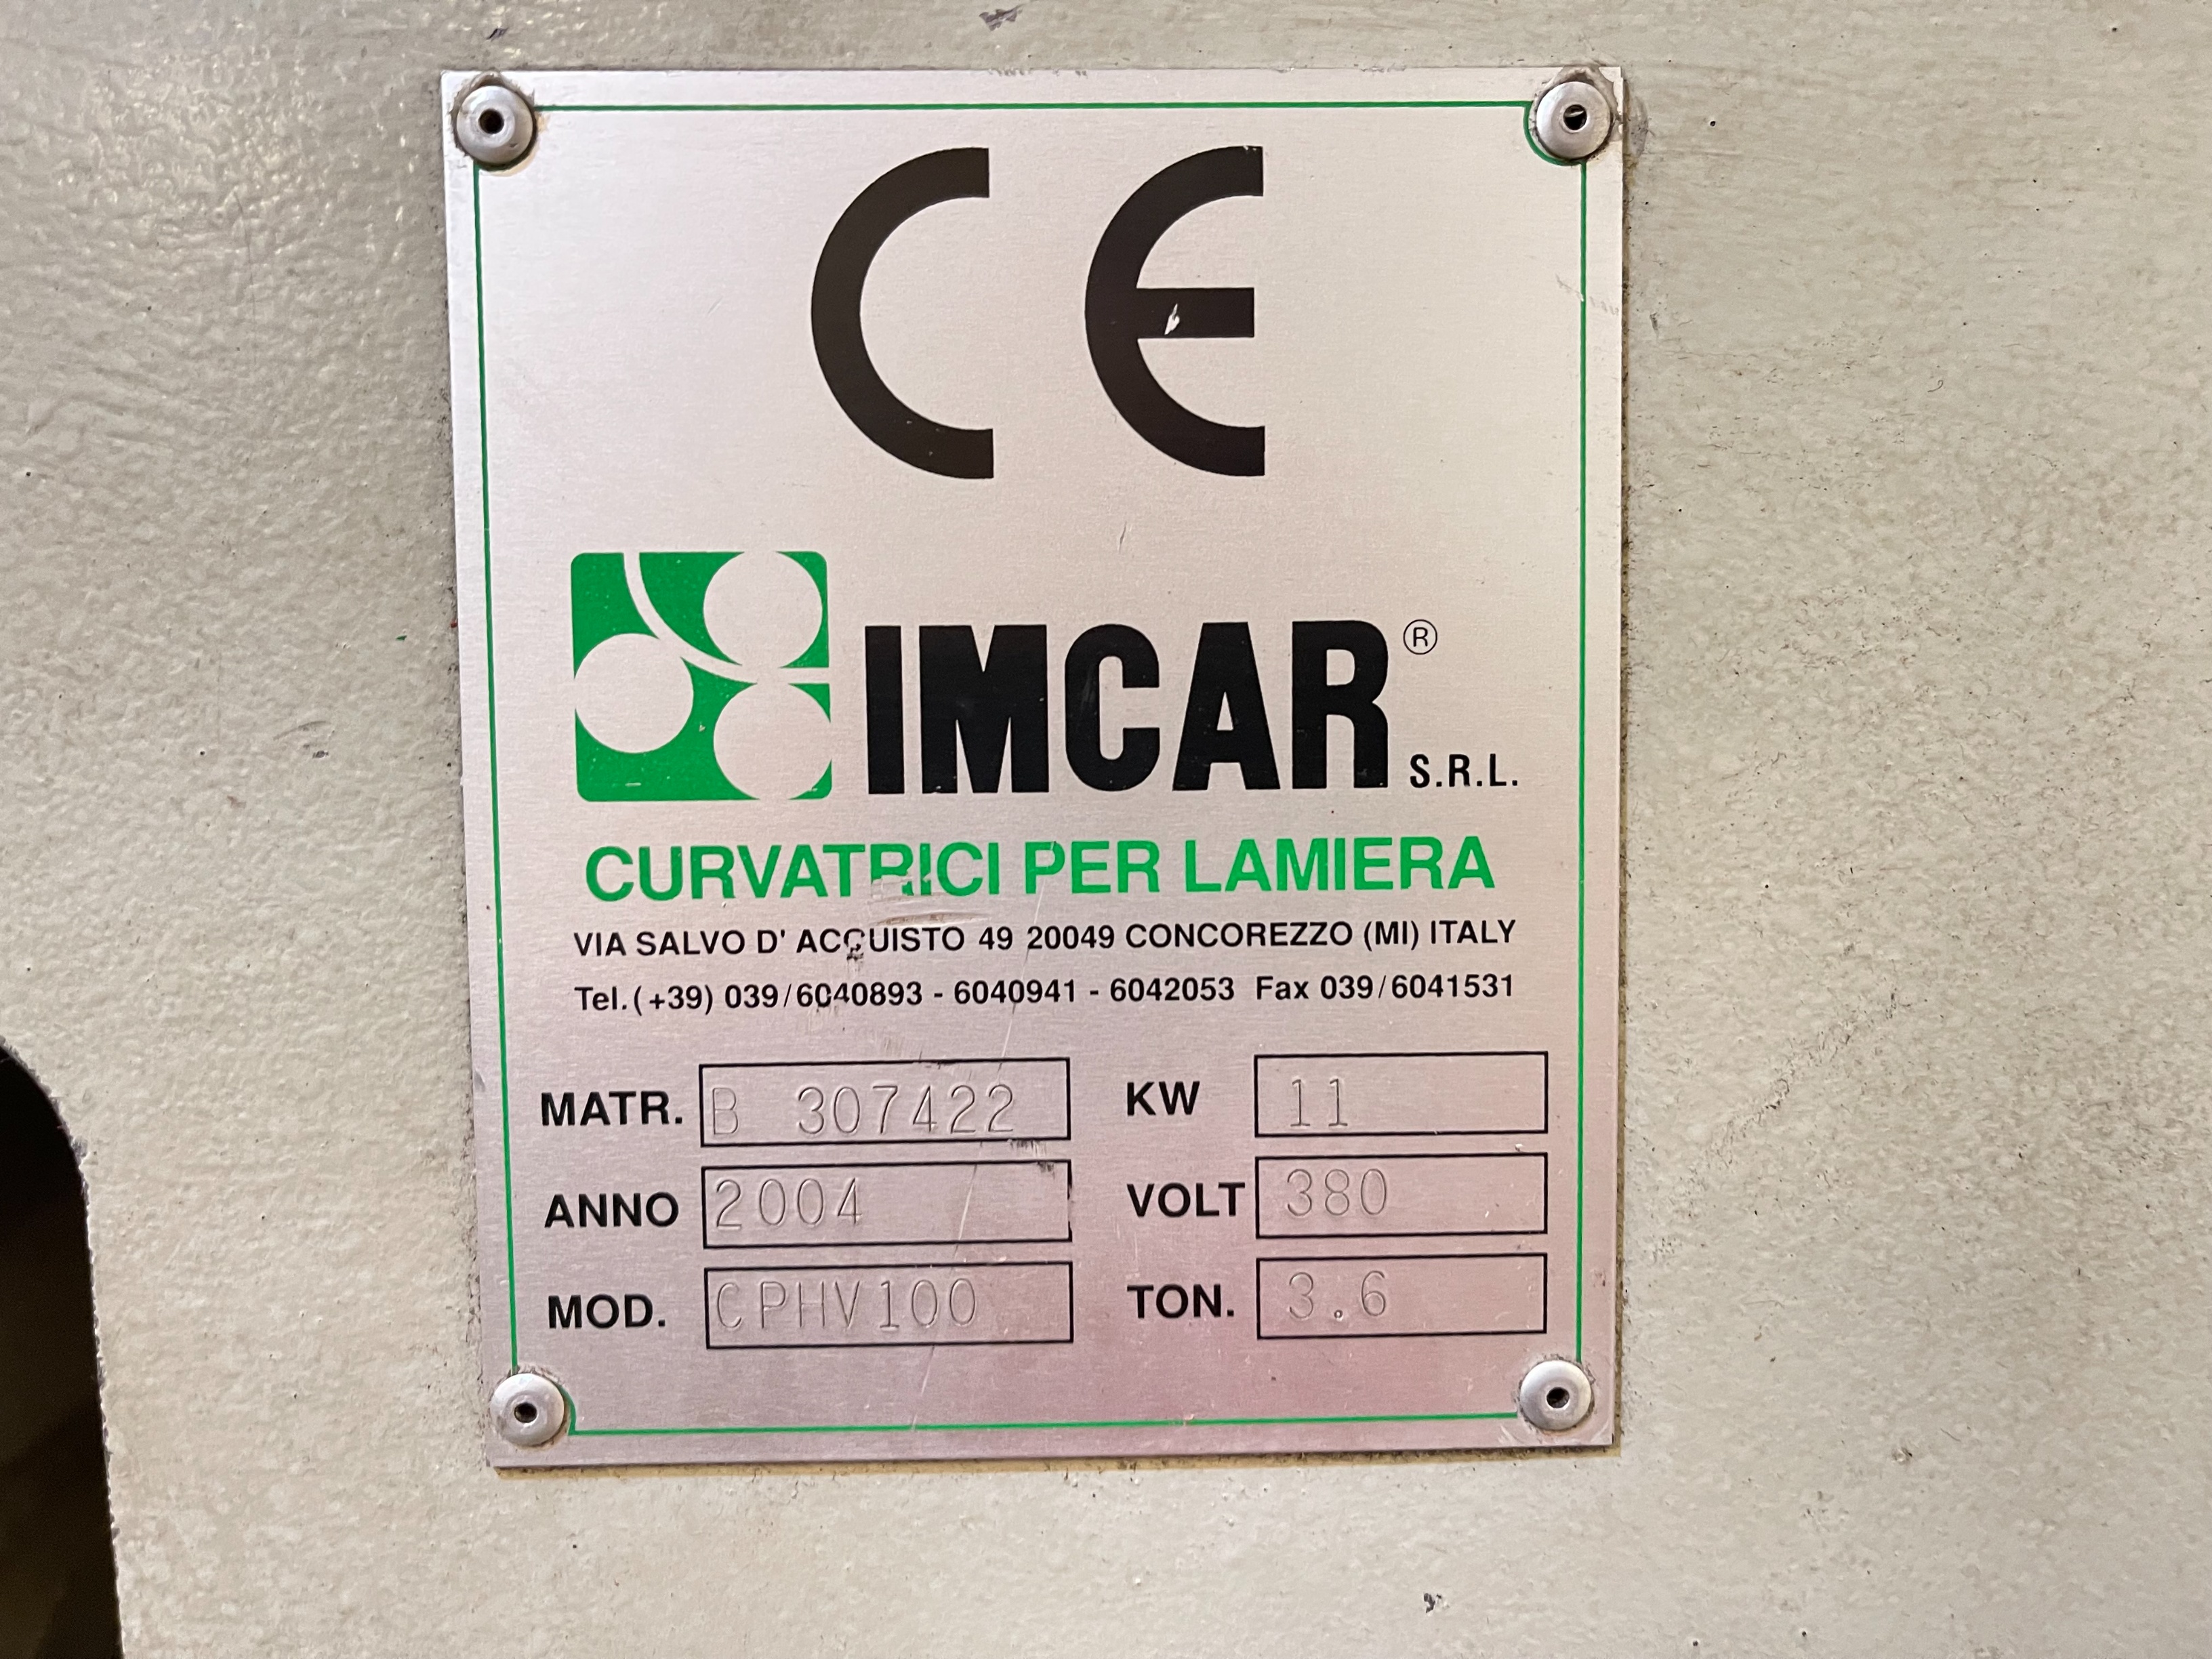 CE
IMCAR® S.R.L.
CURVATRICI PER LAMIERA
VIA SALVO D' ACQUISTO 49 20049 CONCOREZZO (MI) ITALY
Tel.(+39) 039/6040893 - 6040941 - 6042053 Fax 039/6041531
MATR. B 307422 KW 11
ANNO 2004 VOLT 380
MOD. CPHV100 TON. 3.6